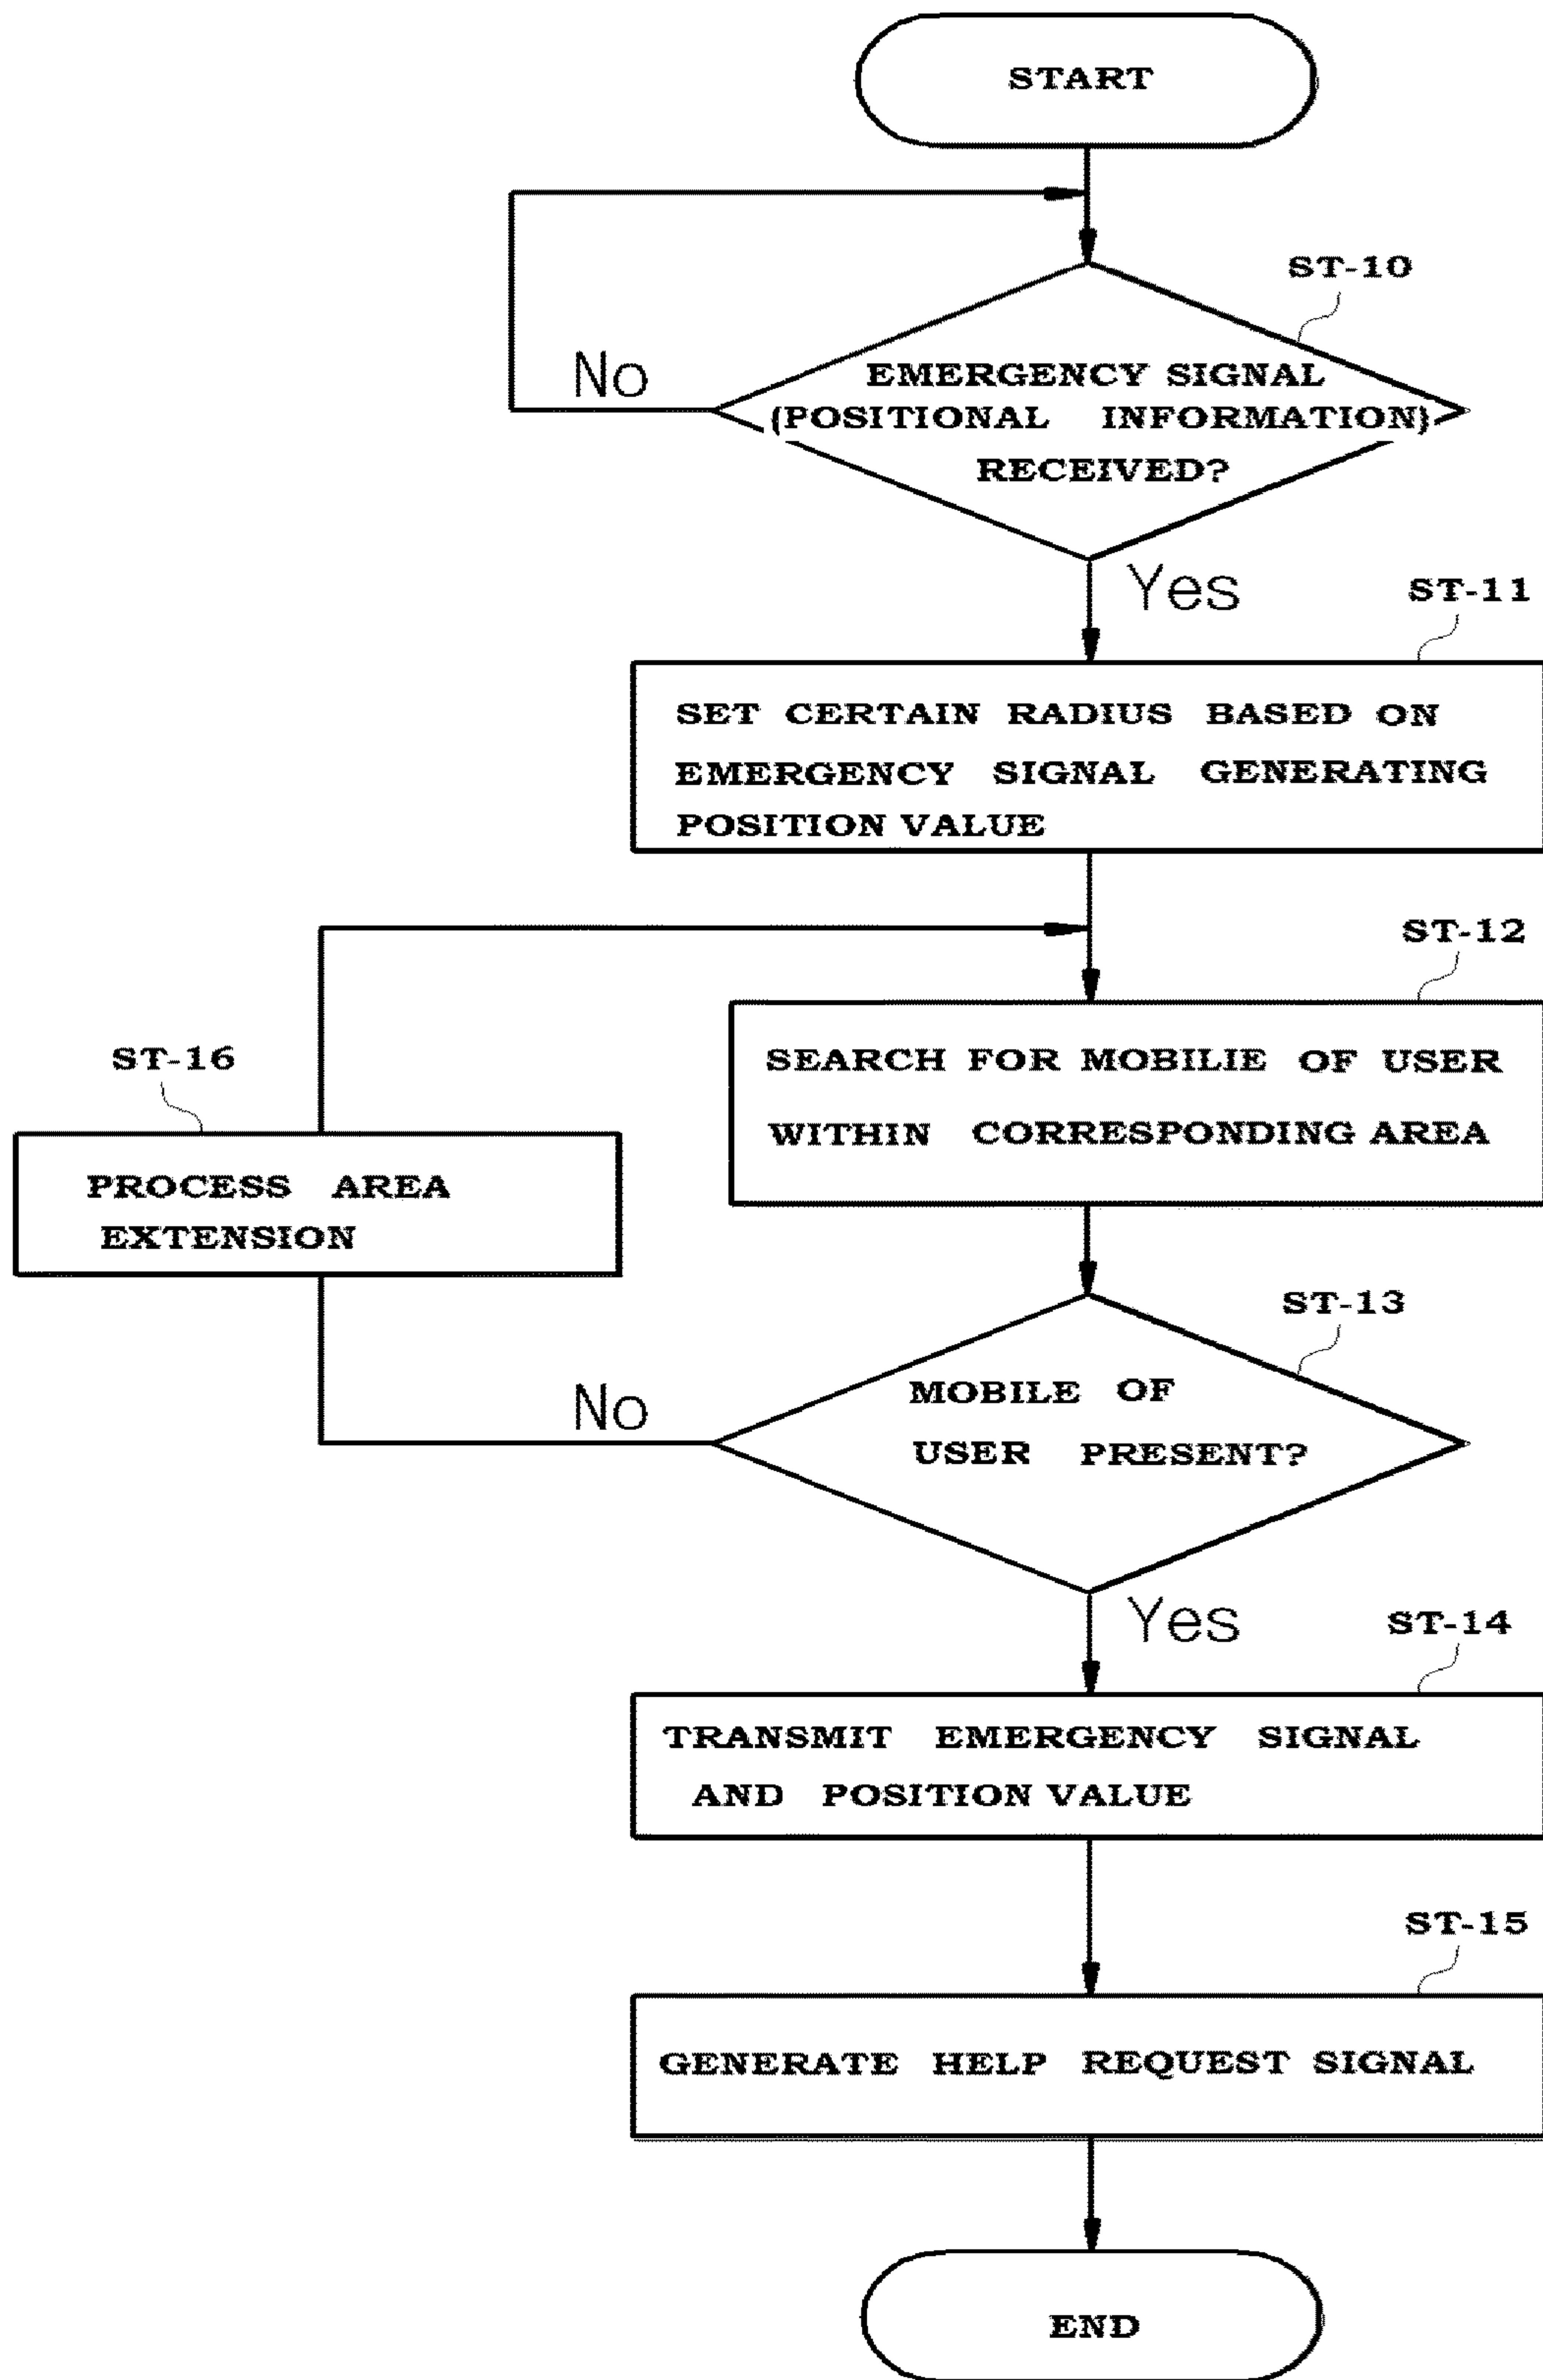 START
ST-10
EMERGENCY SIGNAL
(POSITIONAL INFORMATION)
RECEIVED?
No
Yes
ST-11
SET CERTAIN RADIUS BASED ON
EMERGENCY SIGNAL GENERATING
POSITION VALUE
ST-12
SEARCH FOR MOBILIE OF USER
WITHIN CORRESPONDING AREA
ST-16
PROCESS AREA
EXTENSION
ST-13
MOBILE OF
USER PRESENT?
No
Yes
ST-14
TRANSMIT EMERGENCY SIGNAL
AND POSITION VALUE
ST-15
GENERATE HELP REQUEST SIGNAL
END